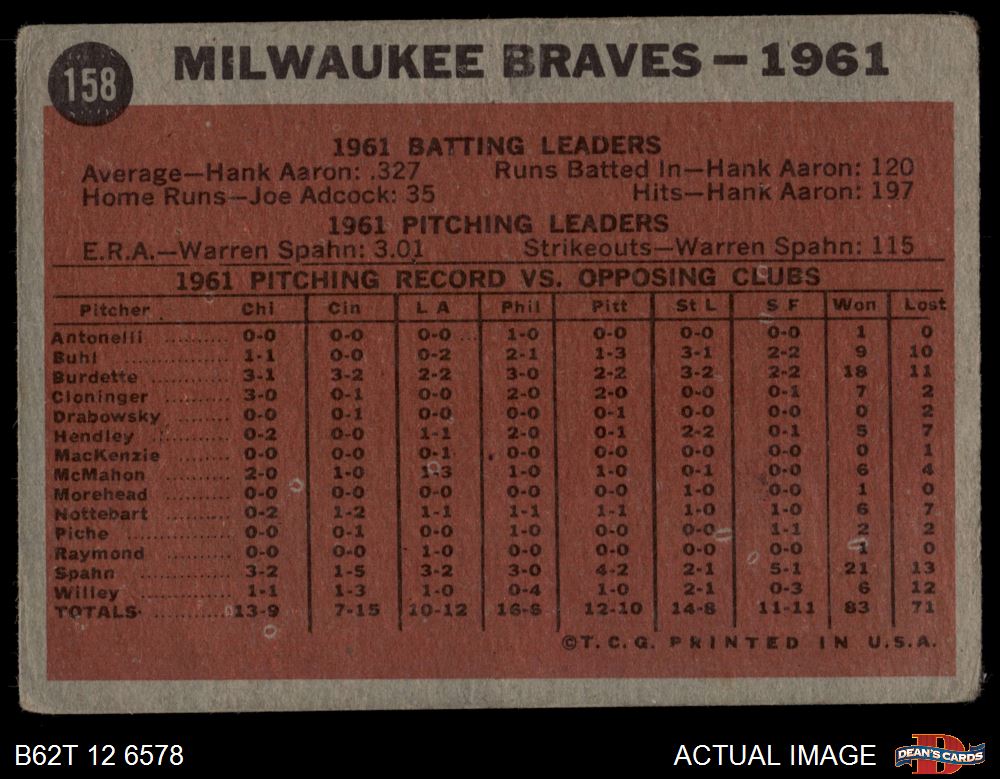 158
MILWAUKEE BRAVES – 1961
1961 BATTING LEADERS
Average—Hank Aaron: .327 Runs Batted In—Hank Aaron: 120
Home Runs—Joe Adcock: 35 Hits—Hank Aaron: 197
1961 PITCHING LEADERS
E.R.A.—Warren Spahn: 3.01 Strikeouts—Warren Spahn: 115
1961 PITCHING RECORD VS. OPPOSING CLUBS
Pitcher Chi Cin L A Phil Pitt St L S F Won Lost
Antonelli .......... 0-0 0-0 0-0 1-0 0-0 0-0 0-0 1 0
Buhl .......... 1-1 0-0 0-2 2-1 1-3 3-1 2-2 9 10
Burdette .......... 3-1 3-2 2-2 3-0 2-2 3-2 2-2 18 11
Cloninger .......... 3-0 0-1 0-0 2-0 2-0 0-0 0-1 7 2
Drabowsky .......... 0-0 0-1 0-0 0-0 0-1 0-0 0-0 0 2
Hendley .......... 0-2 0-0 1-1 2-0 0-1 2-2 0-1 5 7
MacKenzie .......... 0-0 0-0 0-1 0-0 0-0 0-0 0-0 0 1
McMahon .......... 2-0 1-0 1-3 1-0 1-0 0-1 0-0 6 4
Morehead .......... 0-0 0-0 0-0 0-0 0-0 1-0 0-0 1 0
Nottebart .......... 0-2 1-2 1-1 1-1 1-1 1-0 1-0 6 7
Piche .......... 0-0 0-1 0-0 1-0 0-0 0-0 1-1 2 2
Raymond .......... 0-0 0-0 1-0 0-0 0-0 0-0 0-0 1 0
Spahn .......... 3-2 1-5 3-2 3-0 4-2 2-1 5-1 21 13
Willey .......... 1-1 1-3 1-0 0-4 1-0 2-1 0-3 6 12
TOTALS .......... 13-9 7-15 10-12 16-6 12-10 14-8 11-11 83 71
©T. C. G. PRINTED IN U.S.A.
B62T 12 6578 ACTUAL IMAGE
DEAN'S CARDS